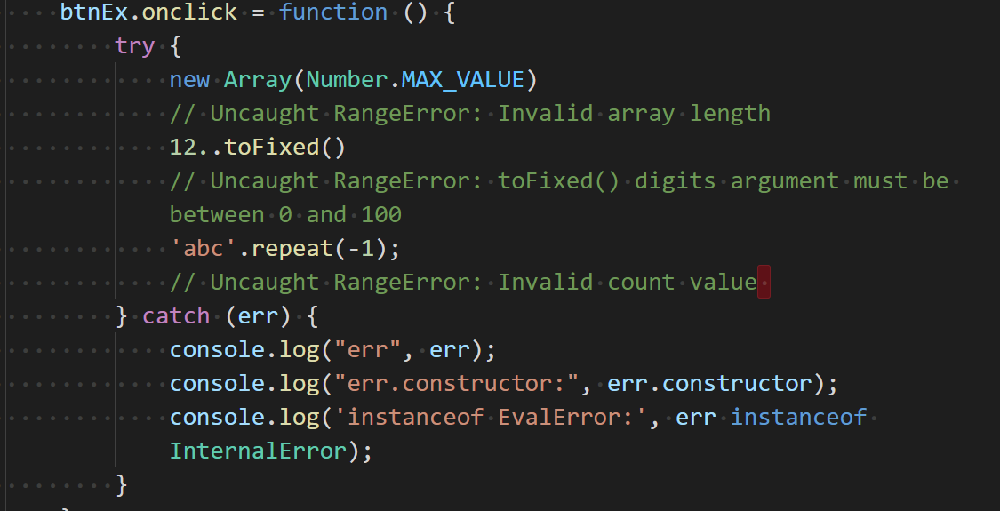 btnEx.onclick = function () {
try {
new Array(Number.MAX_VALUE)
// Uncaught RangeError: Invalid array length
12..toFixed()
// Uncaught RangeError: toFixed() digits argument must be
between 0 and 100
'abc'.repeat(-1);
// Uncaught RangeError: Invalid count value
} catch (err) {
console.log("err", err);
console.log("err.constructor:", err.constructor);
console.log('instanceof EvalError:', err instanceof
InternalError);
}
}